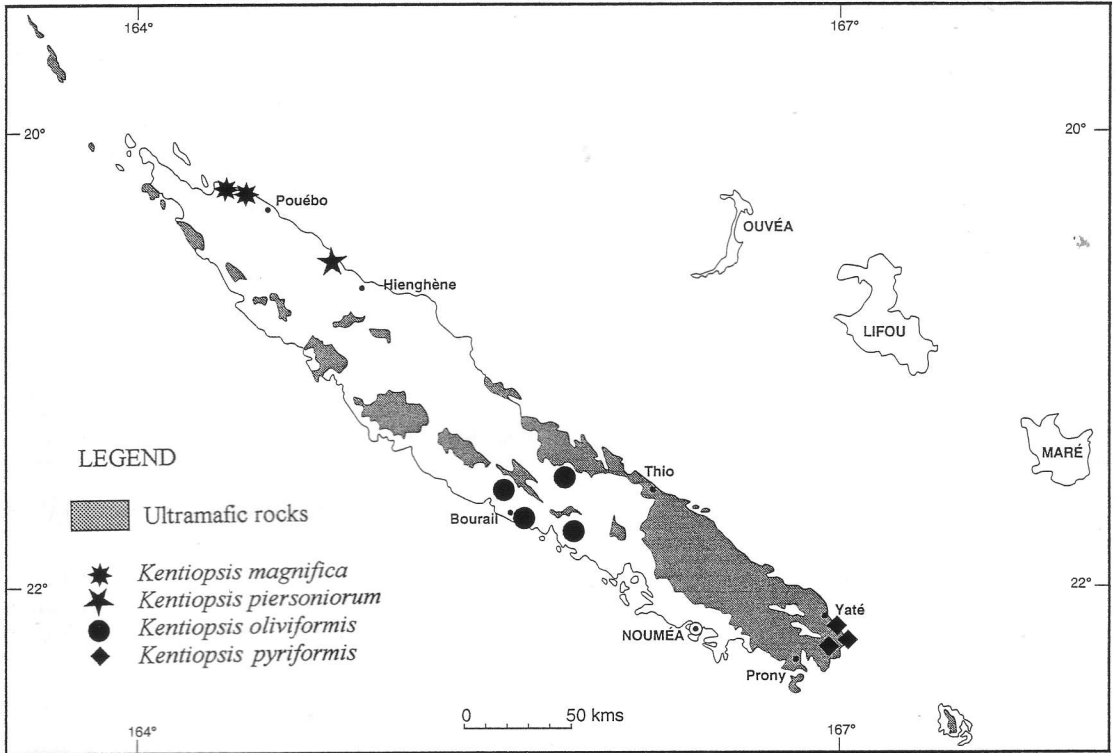 164° 167°
20° 20°
Pouébo
OUVÉA
Hienghène
LIFOU
MARÉ
LEGEND
Thio
Ultramafic rocks
Bourail
Kentiopsis magnifica
22° 22°
Kentiopsis piersoniorum
Yaté
Kentiopsis oliviformis
NOUMÉA
Kentiopsis pyriformis
Prony
0 50 kms
164° 167°